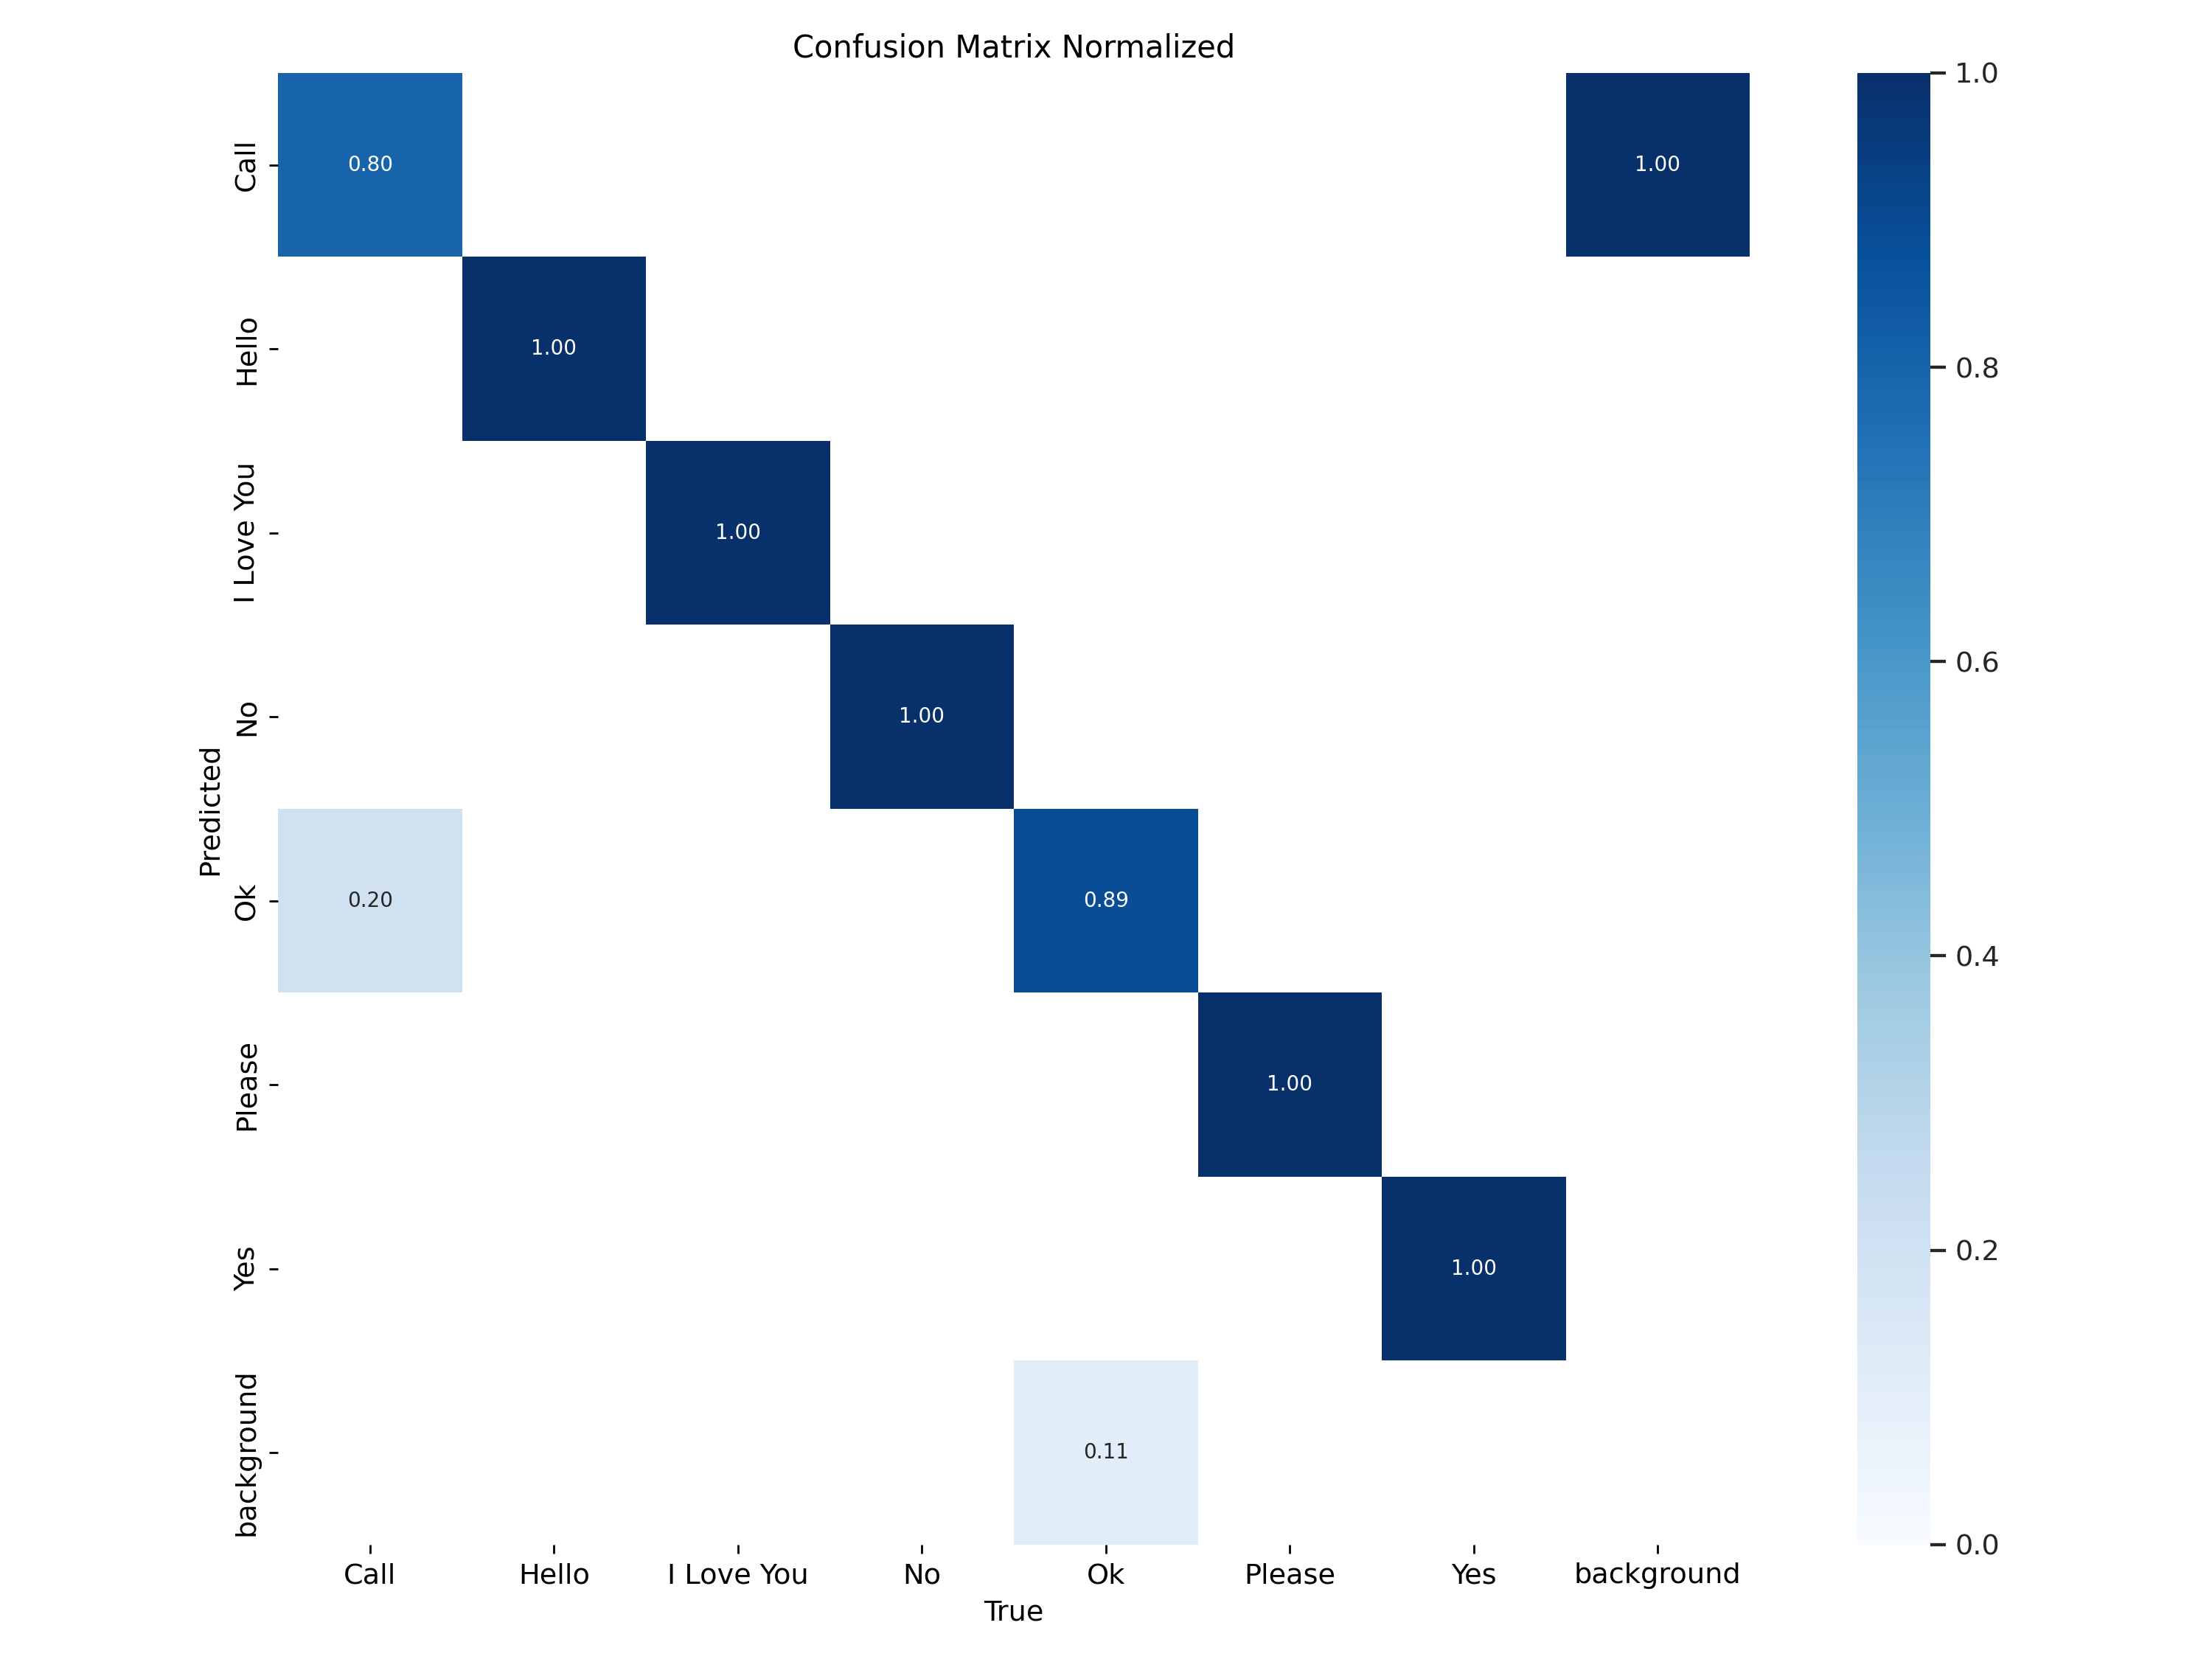 Confusion Matrix Normalized
Call
0.80
1.00
1.0
Hello
1.00
0.8
I Love You
1.00
0.6
No
1.00
Predicted
Ok
0.20
0.89
0.4
Please
1.00
Yes
1.00
0.2
background
0.11
0.0
Call
Hello
I Love You
No
Ok
Please
Yes
background
True